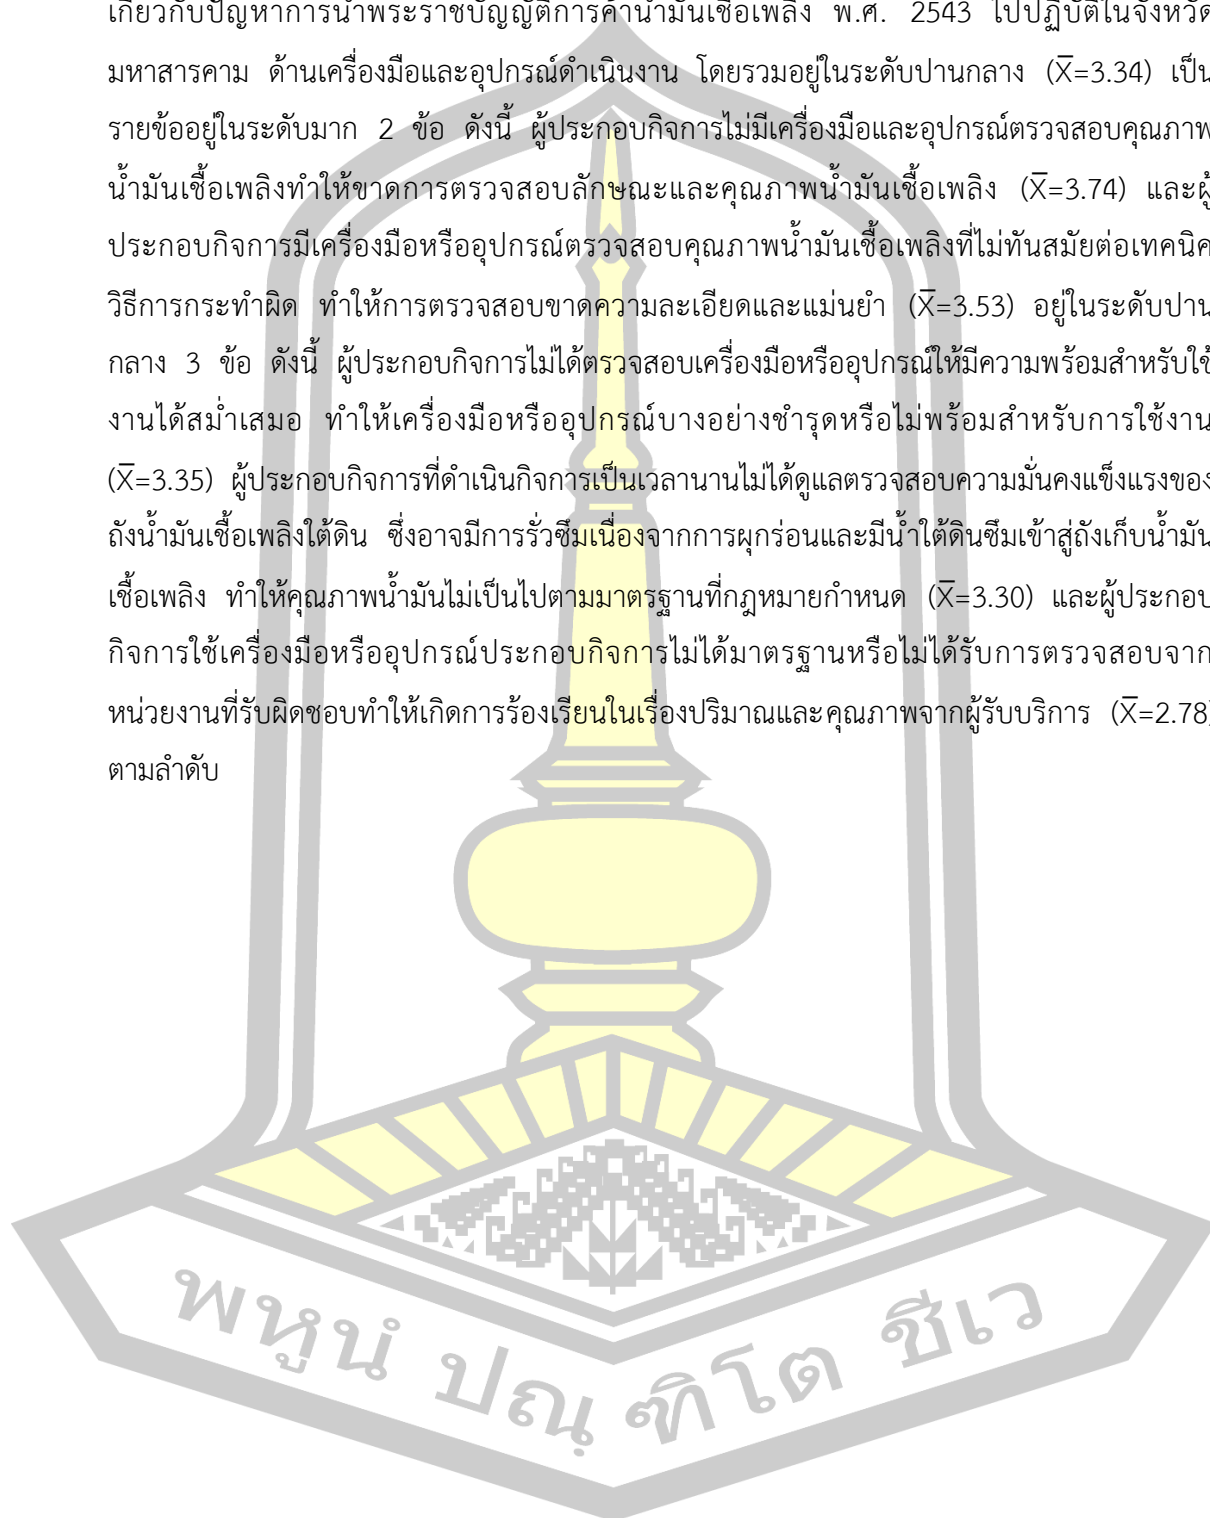 เกี่ยวกับปัญหาการนำพระราชบัญญัติการค้าน้ำมันเชื้อเพลิง พ.ศ. 2543 ไปปฏิบัติในจังหวัด
มหาสารคาม ด้านเครื่องมือและอุปกรณ์ดำเนินงาน โดยรวมอยู่ในระดับปานกลาง (X̅=3.34) เป็น
รายข้ออยู่ในระดับมาก 2 ข้อ ดังนี้ ผู้ประกอบกิจการไม่มีเครื่องมือและอุปกรณ์ตรวจสอบคุณภาพ
น้ำมันเชื้อเพลิงทำให้ขาดการตรวจสอบลักษณะและคุณภาพน้ำมันเชื้อเพลิง (X̅=3.74) และผู้
ประกอบกิจการมีเครื่องมือหรืออุปกรณ์ตรวจสอบคุณภาพน้ำมันเชื้อเพลิงที่ไม่ทันสมัยต่อเทคนิค
วิธีการกระทำผิด ทำให้การตรวจสอบขาดความละเอียดและแม่นยำ (X̅=3.53) อยู่ในระดับปาน
กลาง 3 ข้อ ดังนี้ ผู้ประกอบกิจการไม่ได้ตรวจสอบเครื่องมือหรืออุปกรณ์ให้มีความพร้อมสำหรับใช้
งานได้สม่ำเสมอ ทำให้เครื่องมือหรืออุปกรณ์บางอย่างชำรุดหรือไม่พร้อมสำหรับการใช้งาน
(X̅=3.35) ผู้ประกอบกิจการที่ดำเนินกิจการเป็นเวลานานไม่ได้ดูแลตรวจสอบความมั่นคงแข็งแรงของ
ถังน้ำมันเชื้อเพลิงใต้ดิน ซึ่งอาจมีการรั่วซึมเนื่องจากการผุกร่อนและมีน้ำใต้ดินซึมเข้าสู่ถังเก็บน้ำมัน
เชื้อเพลิง ทำให้คุณภาพน้ำมันไม่เป็นไปตามมาตรฐานที่กฎหมายกำหนด (X̅=3.30) และผู้ประกอบ
กิจการใช้เครื่องมือหรืออุปกรณ์ประกอบกิจการไม่ได้มาตรฐานหรือไม่ได้รับการตรวจสอบจาก
หน่วยงานที่รับผิดชอบทำให้เกิดการร้องเรียนในเรื่องปริมาณและคุณภาพจากผู้รับบริการ (X̅=2.78)
ตามลำดับ
พหูนํ ปณฺ ฑิโต ชีเว